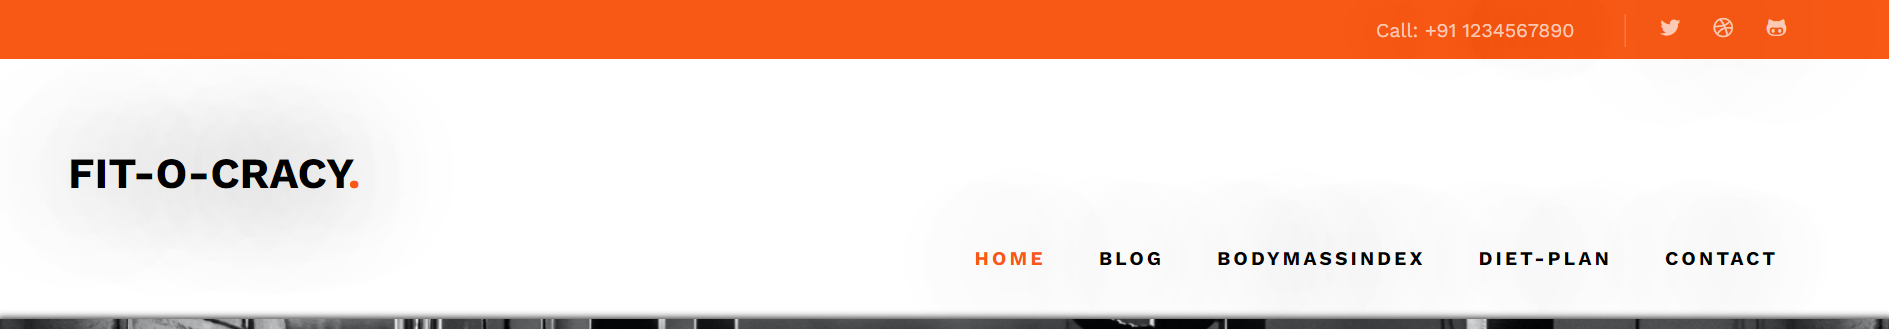 Call: +91 1234567890
FIT-O-CRACY.
HOME BLOG BODYMASSINDEX DIET-PLAN CONTACT